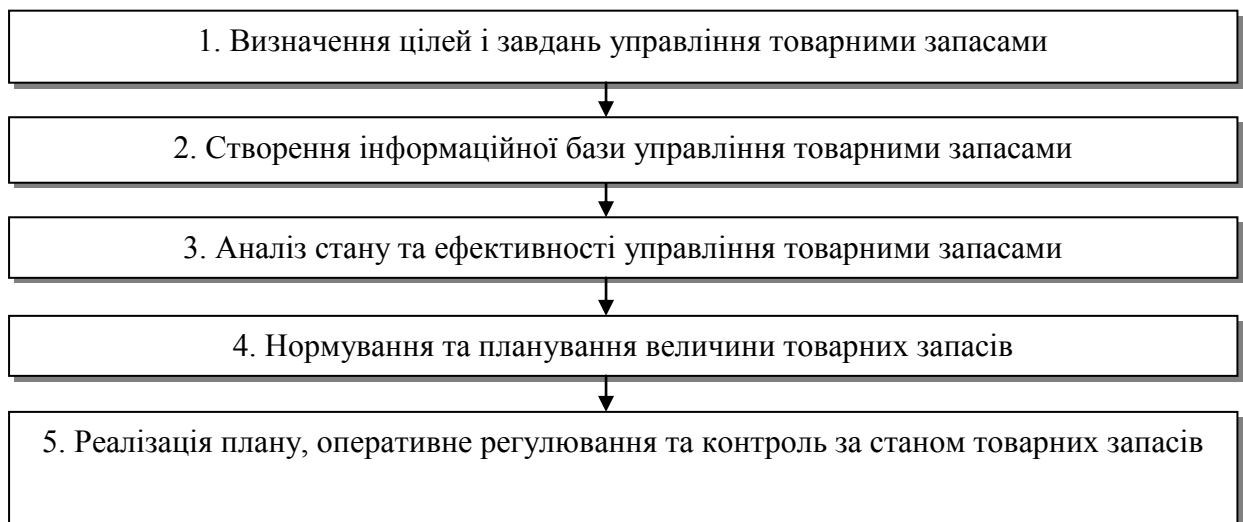 1. Визначення цілей і завдань управління товарними запасами
2. Створення інформаційної бази управління товарними запасами
3. Аналіз стану та ефективності управління товарними запасами
4. Нормування та планування величини товарних запасів
5. Реалізація плану, оперативне регулювання та контроль за станом товарних запасів